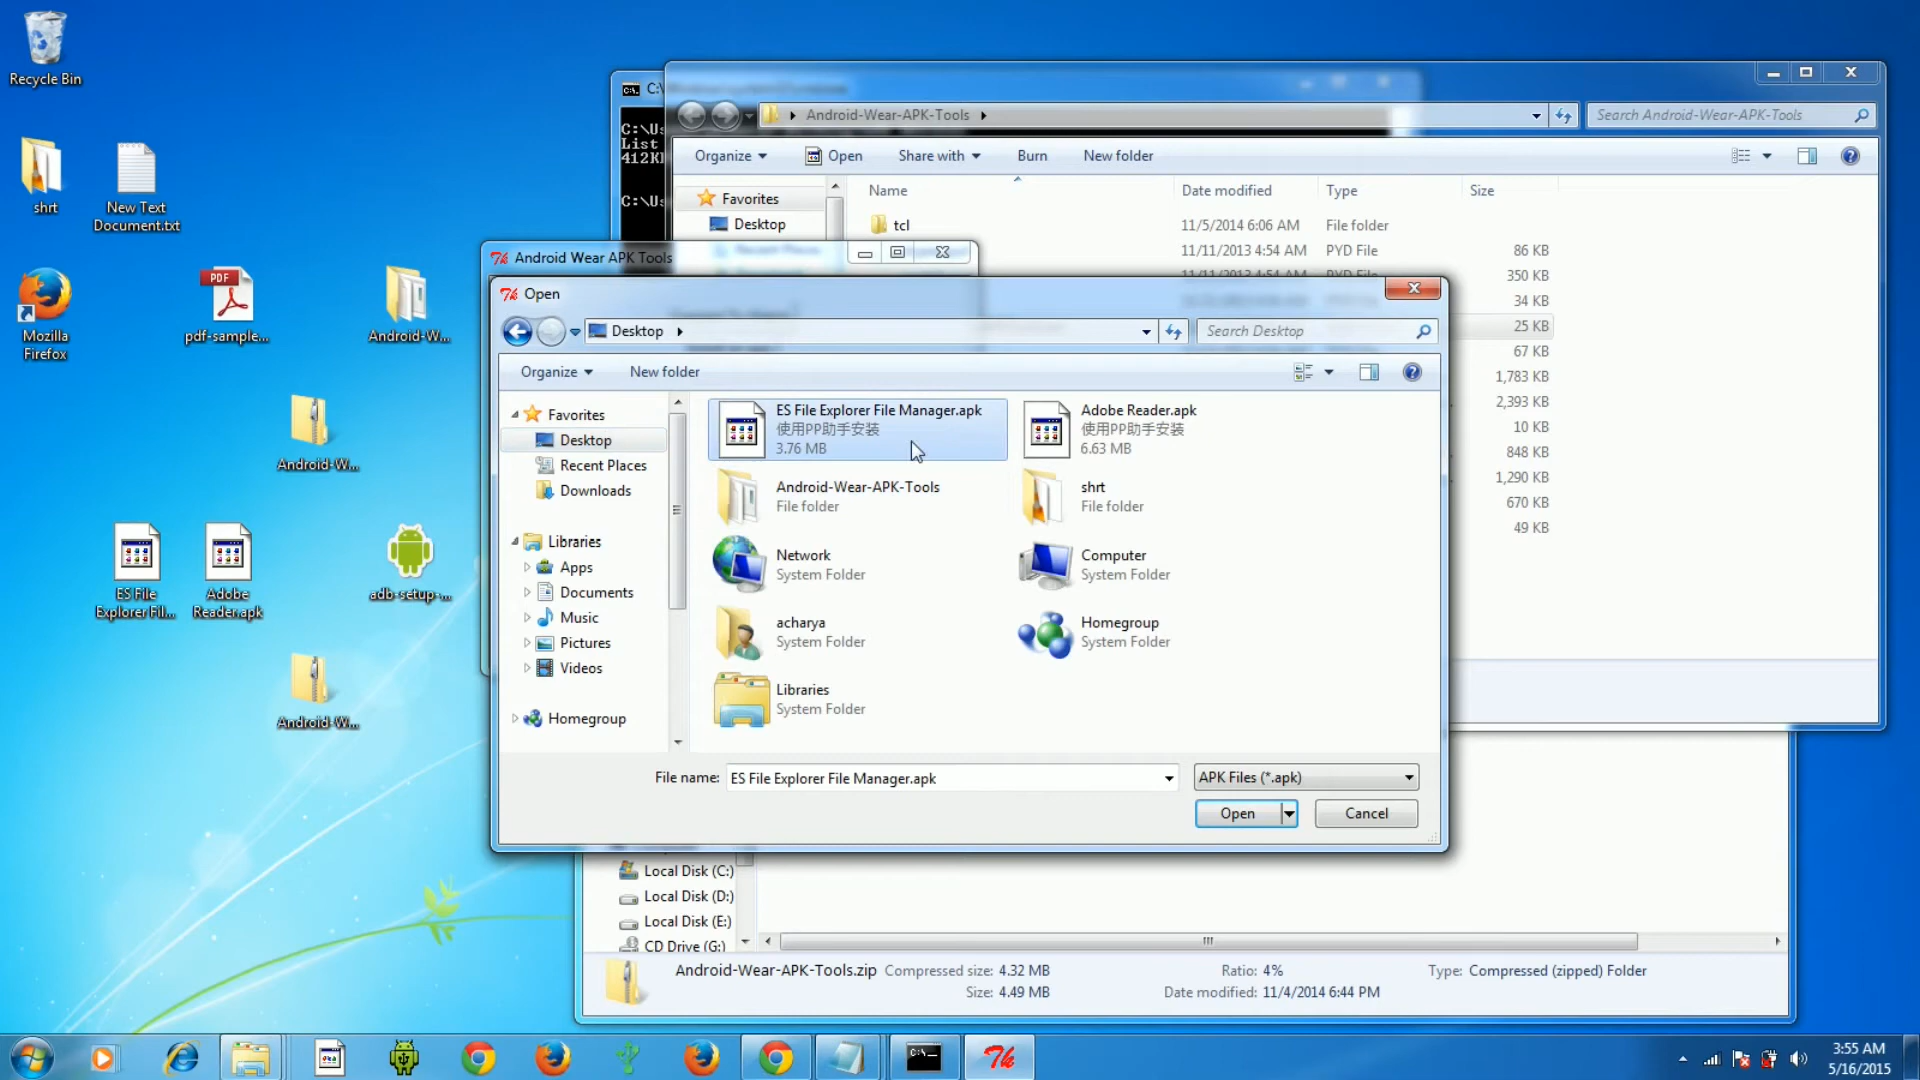 Recycle Bin
shrt
New Text
Document.txt
Mozilla
Firefox
pdf-sample...
Android-W...
Android-W...
ES File
Explorer Fil...
Adobe
Reader.apk
adb-setup-...
Android-W...
C:\
C:\Us
List
412K
C:\Us
Android-Wear-APK-Tools
Search Android-Wear-APK-Tools
Organize
Open
Share with
Burn
New folder
Name
Date modified
Type
Size
Favorites
Desktop
tcl
11/5/2014 6:06 AM
File folder
11/11/2013 4:54 AM
PYD File
86 KB
350 KB
34 KB
25 KB
67 KB
1,783 KB
2,393 KB
10 KB
848 KB
1,290 KB
670 KB
49 KB
Android Wear APK Tools
Open
Desktop
Search Desktop
Organize
New folder
Favorites
Desktop
Recent Places
Downloads
Libraries
Apps
Documents
Music
Pictures
Videos
Homegroup
ES File Explorer File Manager.apk
使用PP助手安装
3.76 MB
Adobe Reader.apk
使用PP助手安装
6.63 MB
Android-Wear-APK-Tools
File folder
shrt
File folder
Network
System Folder
Computer
System Folder
acharya
System Folder
Homegroup
System Folder
Libraries
System Folder
File name:
ES File Explorer File Manager.apk
APK Files (*.apk)
Open
Cancel
Local Disk (C:)
Local Disk (D:)
Local Disk (E:)
CD Drive (G:)
Android-Wear-APK-Tools.zip
Compressed size: 4.32 MB
Ratio: 4%
Type: Compressed (zipped) Folder
Size: 4.49 MB
Date modified: 11/4/2014 6:44 PM
3:55 AM
5/16/2015